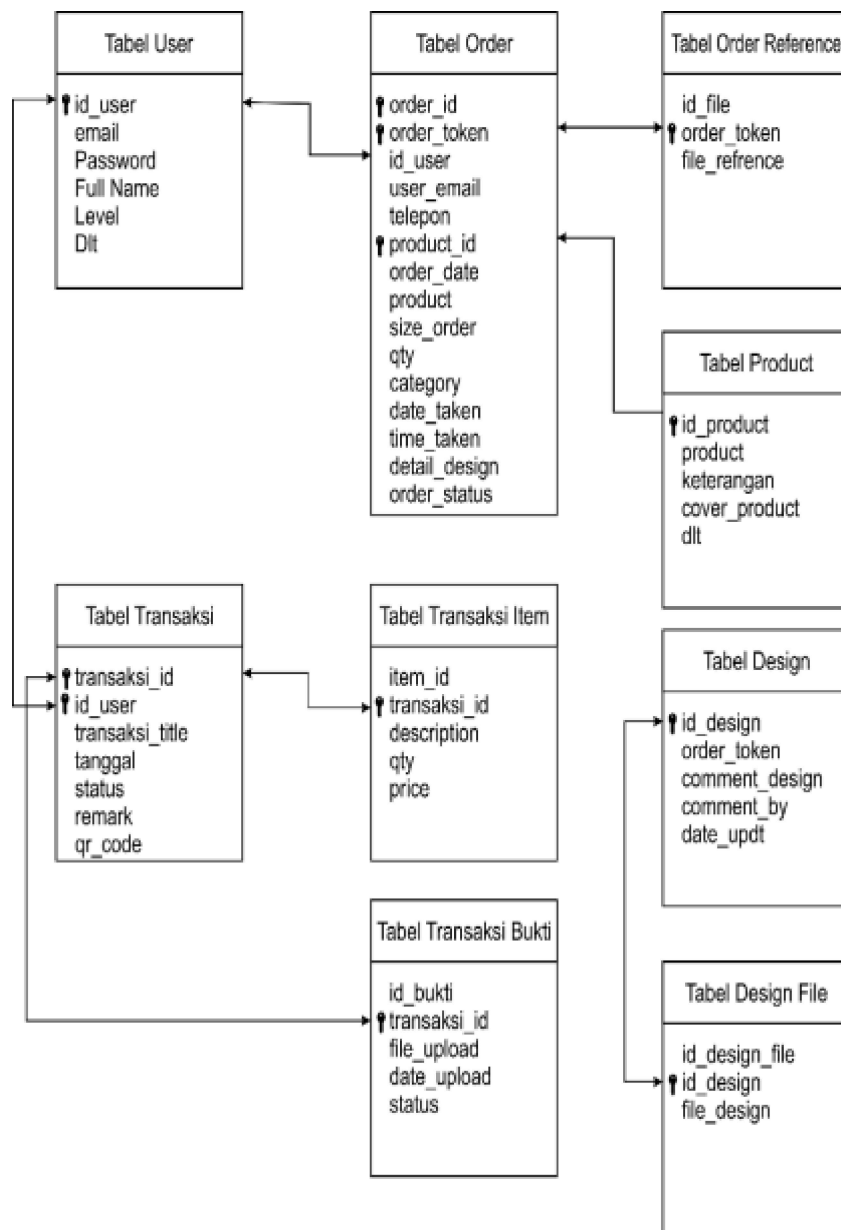 Tabel User
id_user
email
Password
Full Name
Level
Dlt
Tabel Order
order_id
order_token
id_user
user_email
telepon
product_id
order_date
product
size_order
qty
category
date_taken
time_taken
detail_design
order_status
Tabel Order Reference
id_file
order_token
file_refrence
Tabel Product
id_product
product
keterangan
cover_product
dlt
Tabel Transaksi
transaksi_id
id_user
transaksi_title
tanggal
status
remark
qr_code
Tabel Transaksi Item
item_id
transaksi_id
description
qty
price
Tabel Design
id_design
order_token
comment_design
comment_by
date_updt
Tabel Transaksi Bukti
id_bukti
transaksi_id
file_upload
date_upload
status
Tabel Design File
id_design_file
id_design
file_design